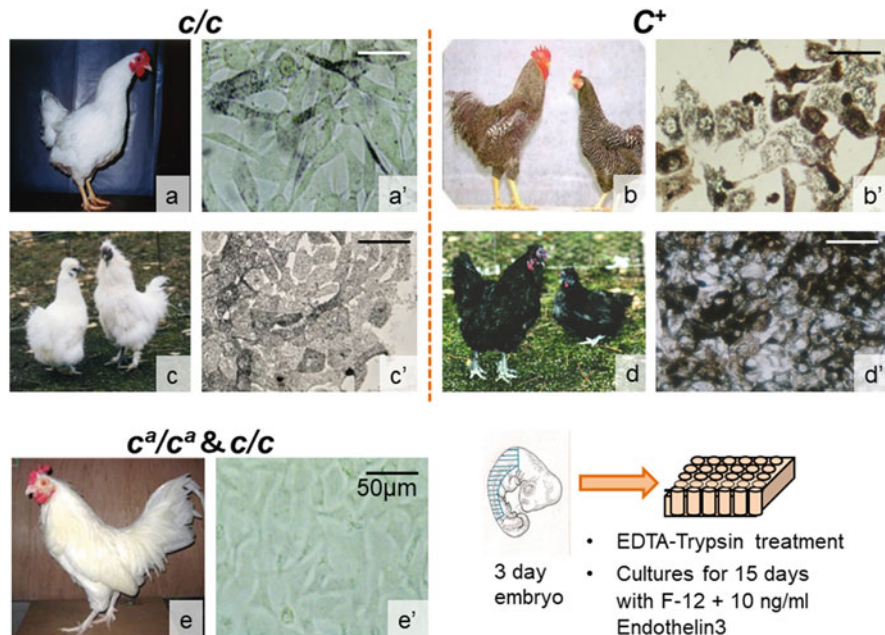 c/c
C⁺
a
a'
b
b'
c
c'
d
d'
cᵃ/cᵃ & c/c
50µm
e
e'
3 day
embryo
• EDTA-Trypsin treatment
• Cultures for 15 days
with F-12 + 10 ng/ml
Endothelin3